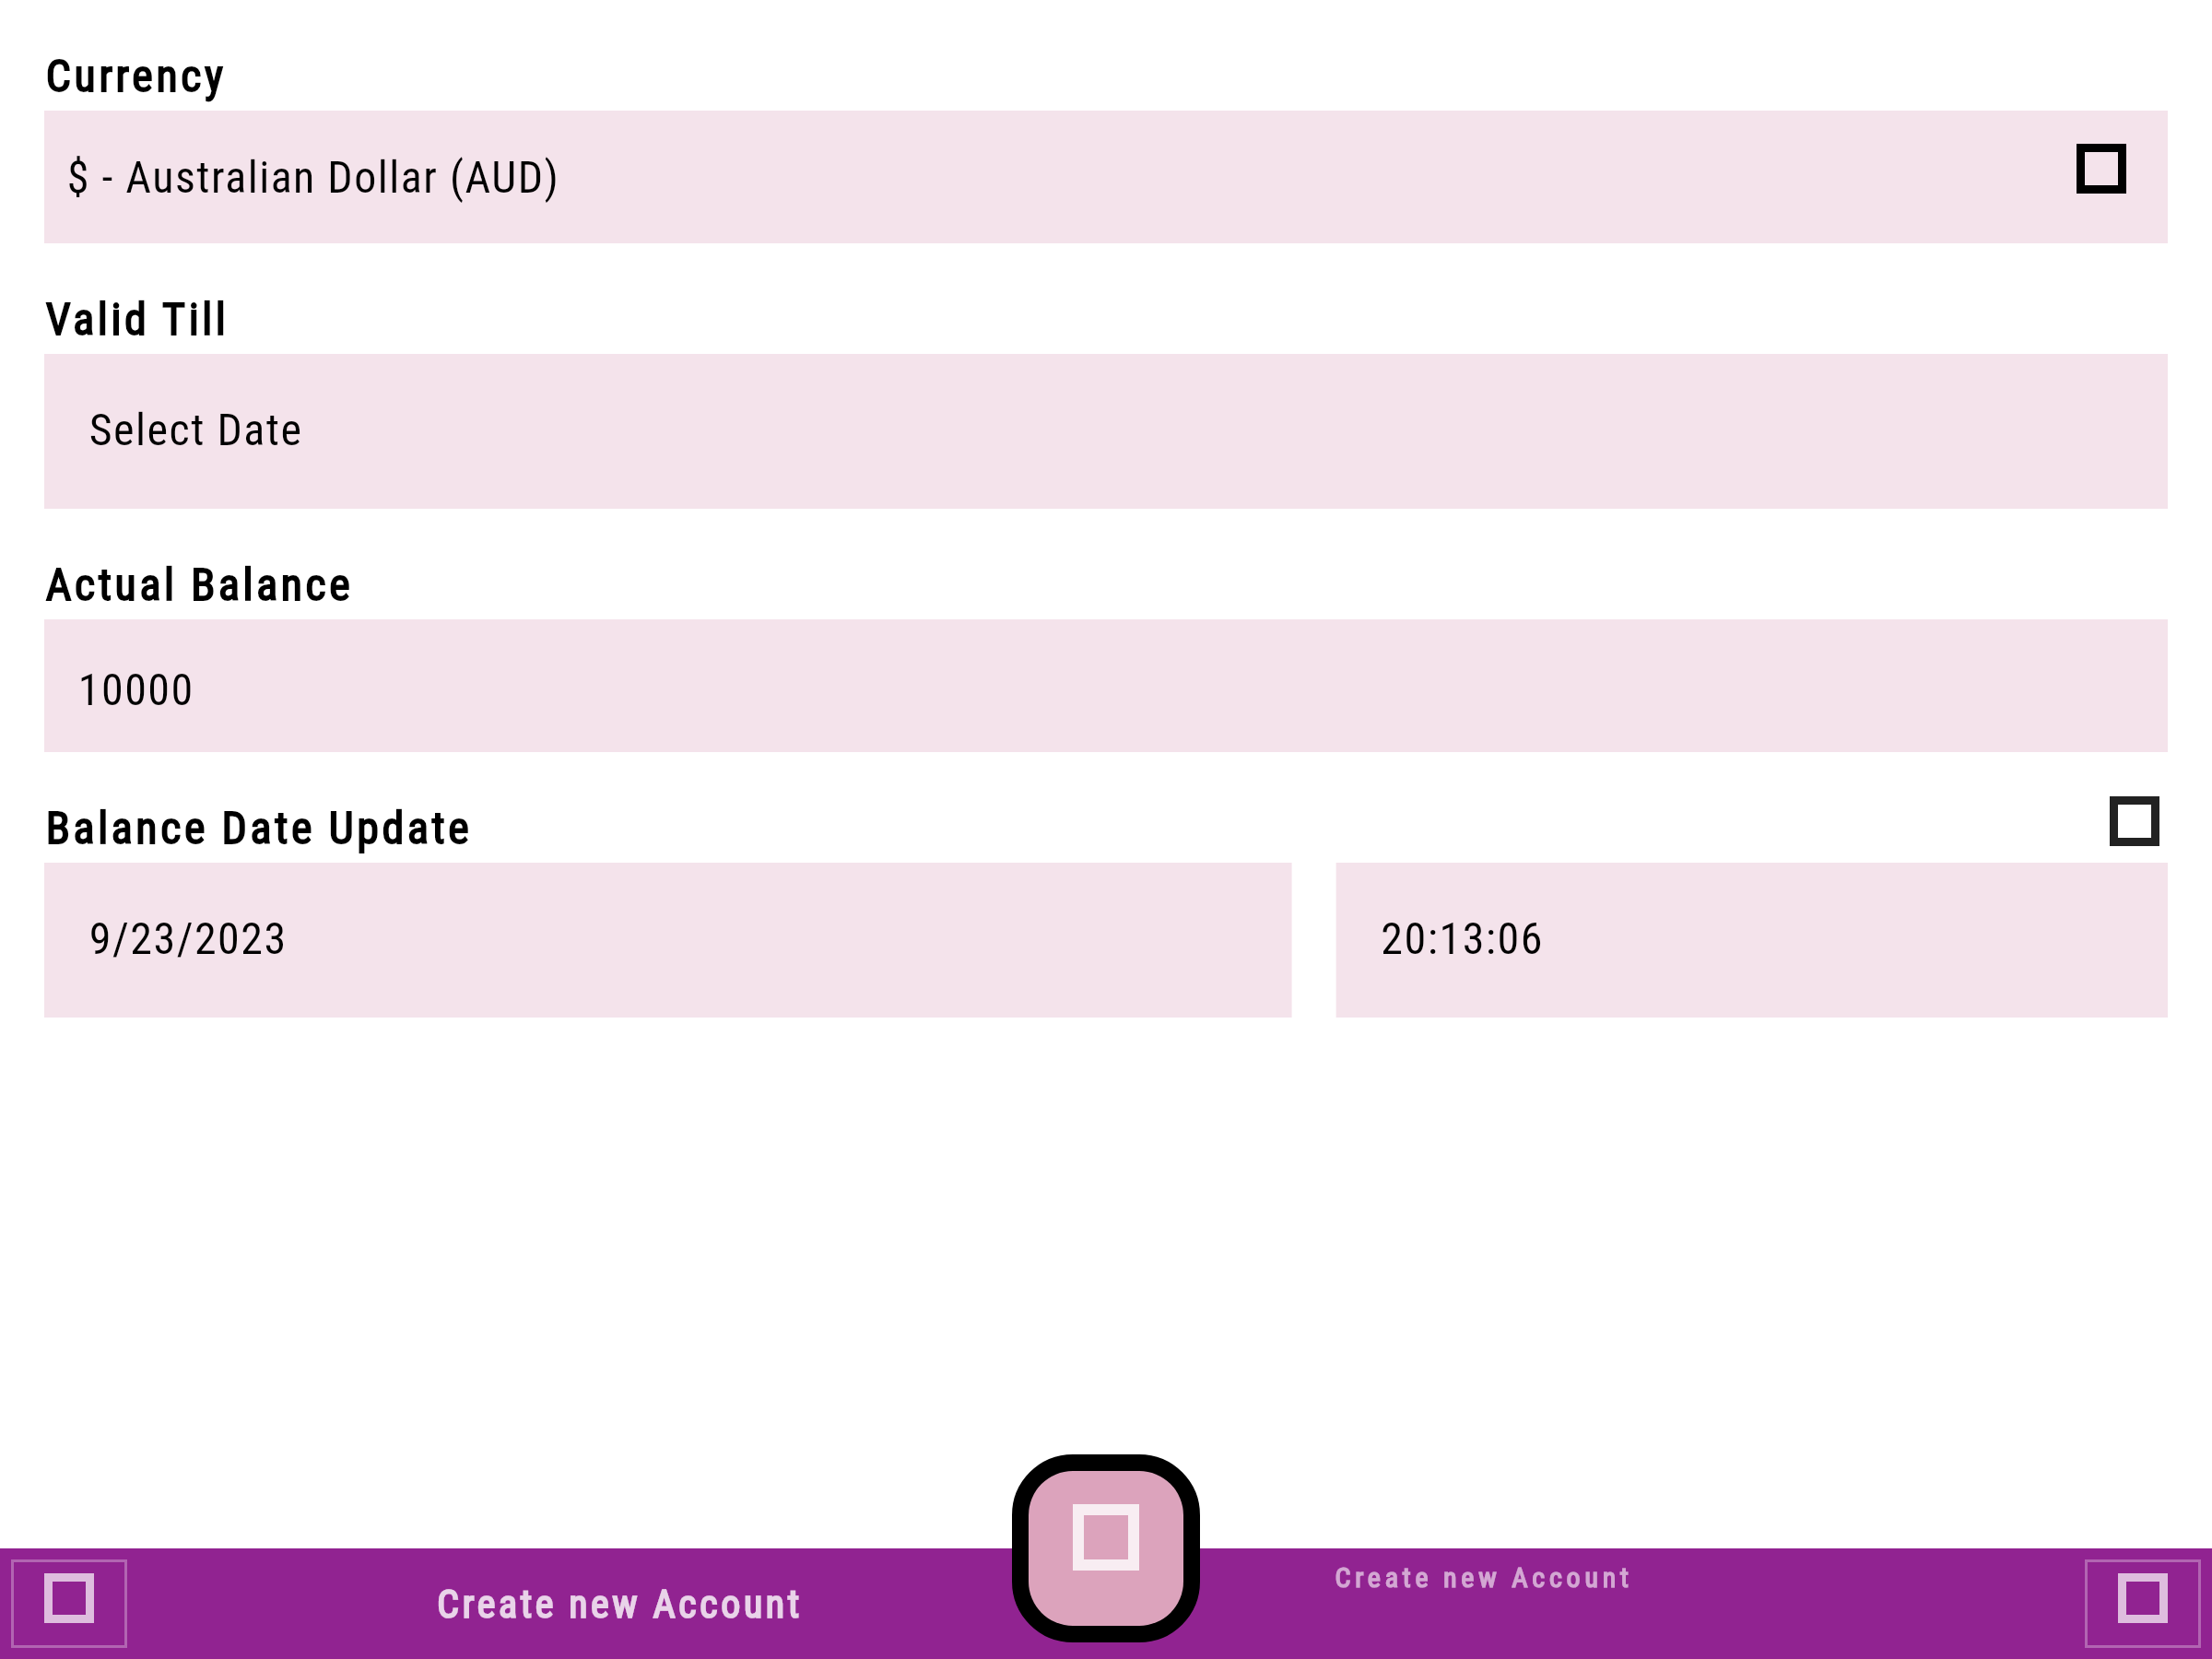 Currency
$ - Australian Dollar (AUD)
Valid Till
Select Date
Actual Balance
10000
Balance Date Update
9/23/2023
20:13:06
Create new Account
Create new Account